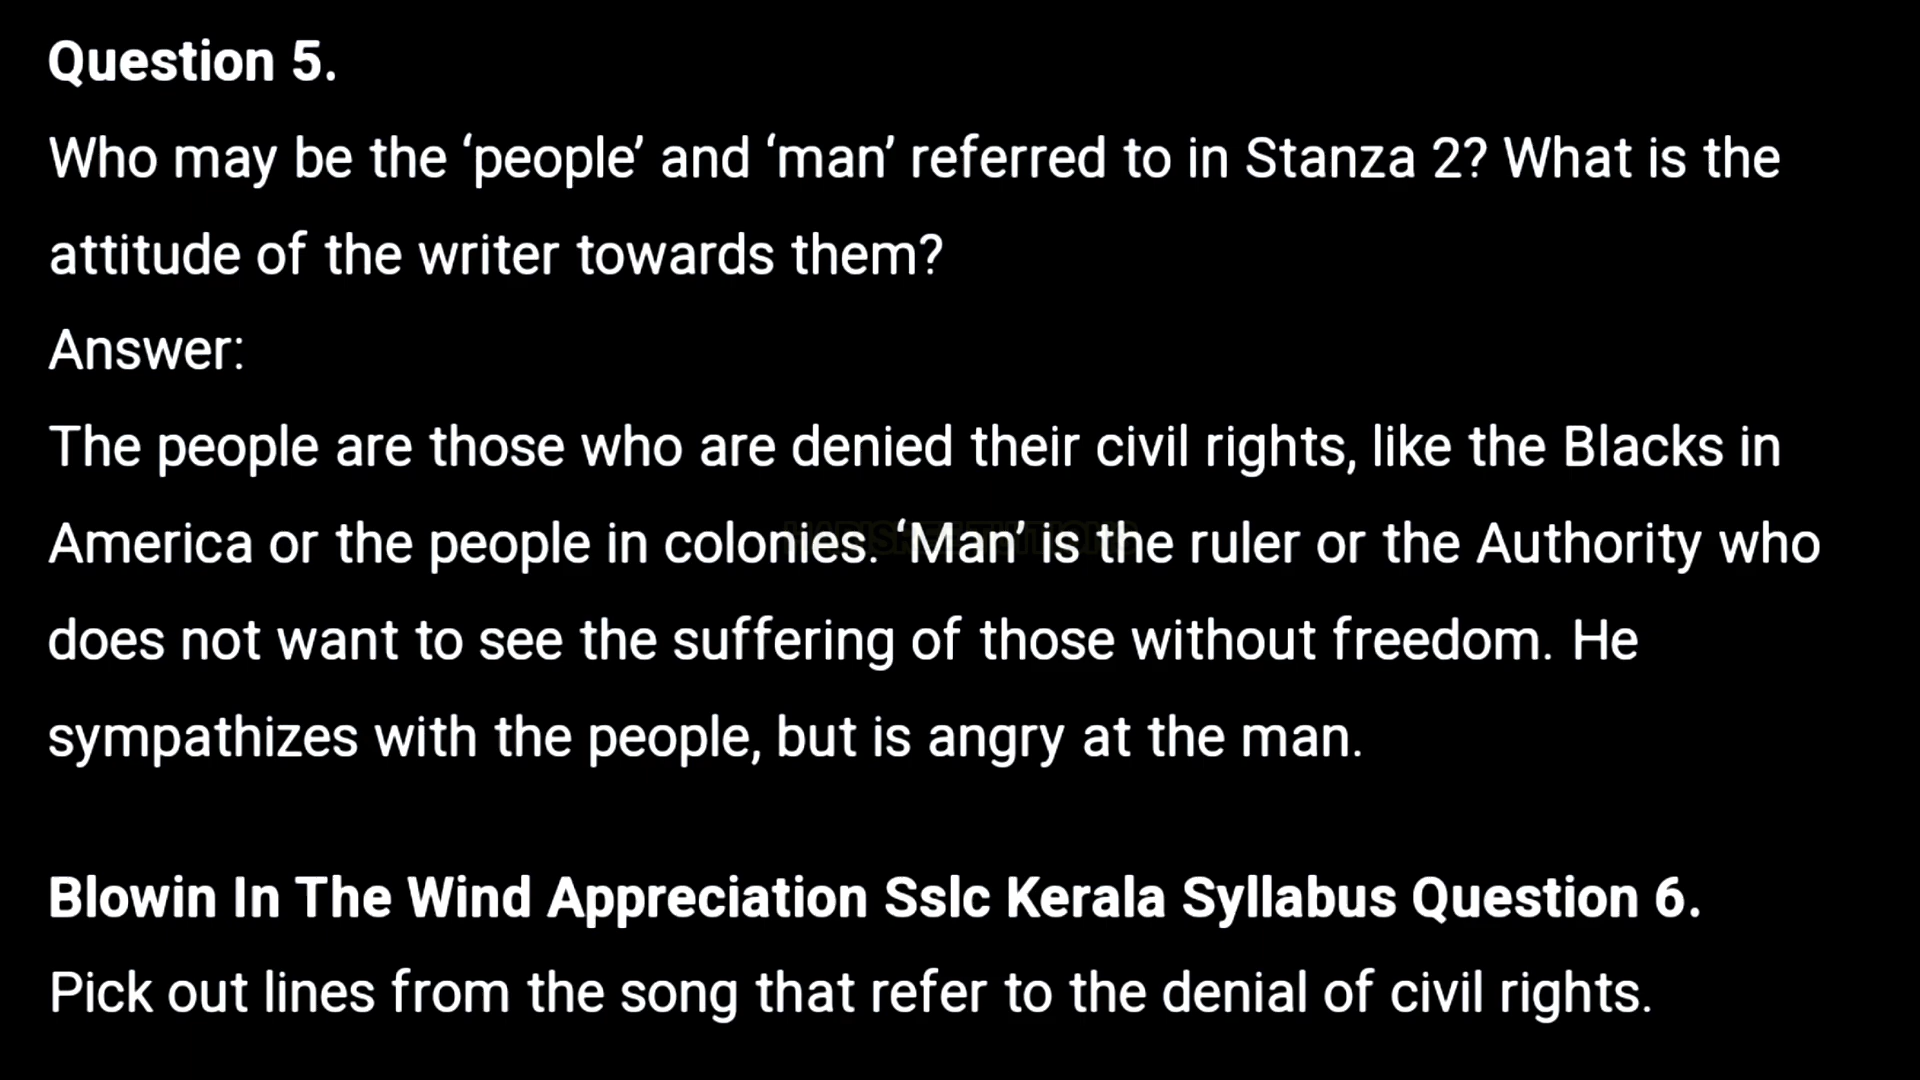 Question 5.
Who may be the ‘people’ and ‘man’ referred to in Stanza 2? What is the
attitude of the writer towards them?
Answer:
The people are those who are denied their civil rights, like the Blacks in
America or the people in colonies. ‘Man’ is the ruler or the Authority who
does not want to see the suffering of those without freedom. He
sympathizes with the people, but is angry at the man.
Blowin In The Wind Appreciation Sslc Kerala Syllabus Question 6.
Pick out lines from the song that refer to the denial of civil rights.